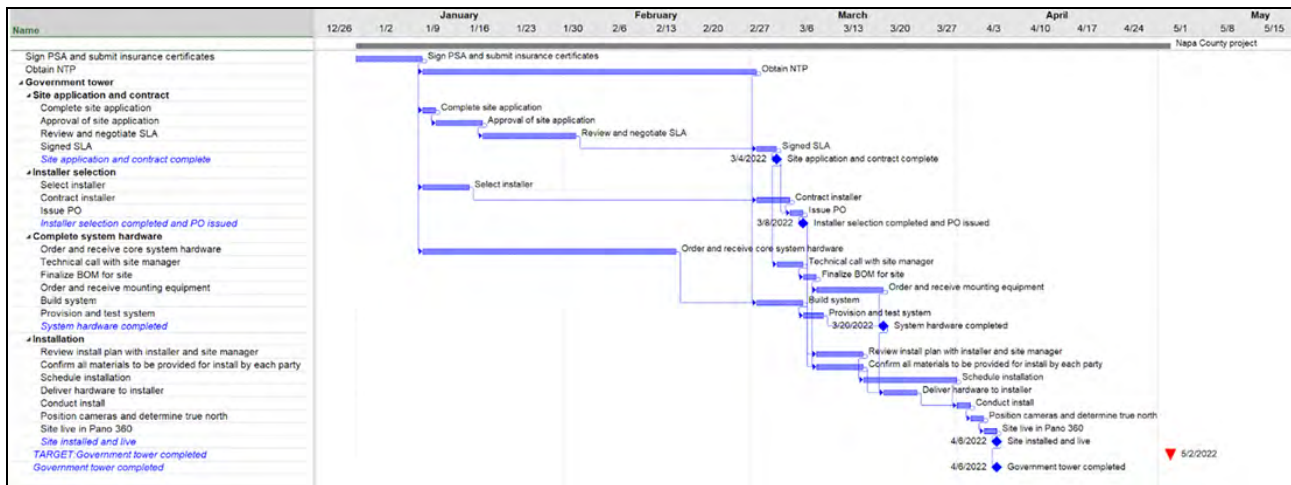 January February March April May
Name 12/26 1/2 1/9 1/16 1/23 1/30 2/6 2/13 2/20 2/27 3/6 3/13 3/20 3/27 4/3 4/10 4/17 4/24 5/1 5/8 5/15
Napa County project
Sign PSA and submit insurance certificates Sign PSA and submit insurance certificates
Obtain NTP Obtain NTP
Government tower
Site application and contract
Complete site application Complete site application
Approval of site application Approval of site application
Review and negotiate SLA Review and negotiate SLA
Signed SLA Signed SLA
Site application and contract complete 3/4/2022 Site application and contract complete
Installer selection
Select installer Select installer
Contract installer Contract installer
Issue PO Issue PO
Installer selection completed and PO issued 3/8/2022 Installer selection completed and PO issued
Complete system hardware
Order and receive core system hardware Order and receive core system hardware
Technical call with site manager Technical call with site manager
Finalize BOM for site Finalize BOM for site
Order and receive mounting equipment Order and receive mounting equipment
Build system Build system
Provision and test system Provision and test system
System hardware completed 3/20/2022 System hardware completed
Installation
Review install plan with installer and site manager Review install plan with installer and site manager
Confirm all materials to be provided for install by each party Confirm all materials to be provided for install by each party
Schedule installation Schedule installation
Deliver hardware to installer Deliver hardware to installer
Conduct install Conduct install
Position cameras and determine true north Position cameras and determine true north
Site live in Pano 360 Site live in Pano 360
Site installed and live 4/6/2022 Site installed and live
TARGET:Government tower completed 5/2/2022
Government tower completed 4/6/2022 Government tower completed